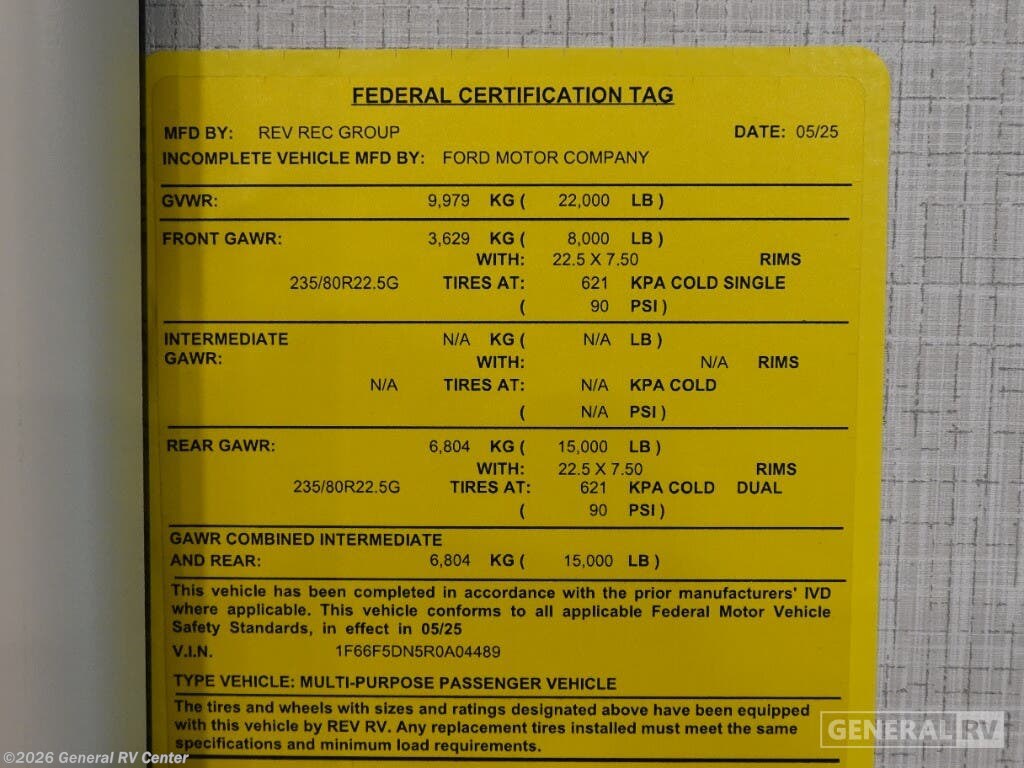 FEDERAL CERTIFICATION TAG
MFD BY: REV REC GROUP DATE: 05/25
INCOMPLETE VEHICLE MFD BY: FORD MOTOR COMPANY
GVWR: 9,979 KG ( 22,000 LB )
FRONT GAWR: 3,629 KG ( 8,000 LB )
WITH: 22.5 X 7.50 RIMS
235/80R22.5G TIRES AT: 621 KPA COLD SINGLE
( 90 PSI )
INTERMEDIATE N/A KG ( N/A LB )
GAWR: WITH: N/A RIMS
N/A TIRES AT: N/A KPA COLD
( N/A PSI )
REAR GAWR: 6,804 KG ( 15,000 LB )
WITH: 22.5 X 7.50 RIMS
235/80R22.5G TIRES AT: 621 KPA COLD DUAL
( 90 PSI )
GAWR COMBINED INTERMEDIATE
AND REAR: 6,804 KG ( 15,000 LB )
This vehicle has been completed in accordance with the prior manufacturers' IVD
where applicable. This vehicle conforms to all applicable Federal Motor Vehicle
Safety Standards, in effect in 05/25
V.I.N. 1F66F5DN5R0A04489
TYPE VEHICLE: MULTI-PURPOSE PASSENGER VEHICLE
The tires and wheels with sizes and ratings designated above have been equipped
with this vehicle by REV RV. Any replacement tires installed must meet the same
specifications and minimum load requirements.
GENERAL RV
©2026 General RV Center